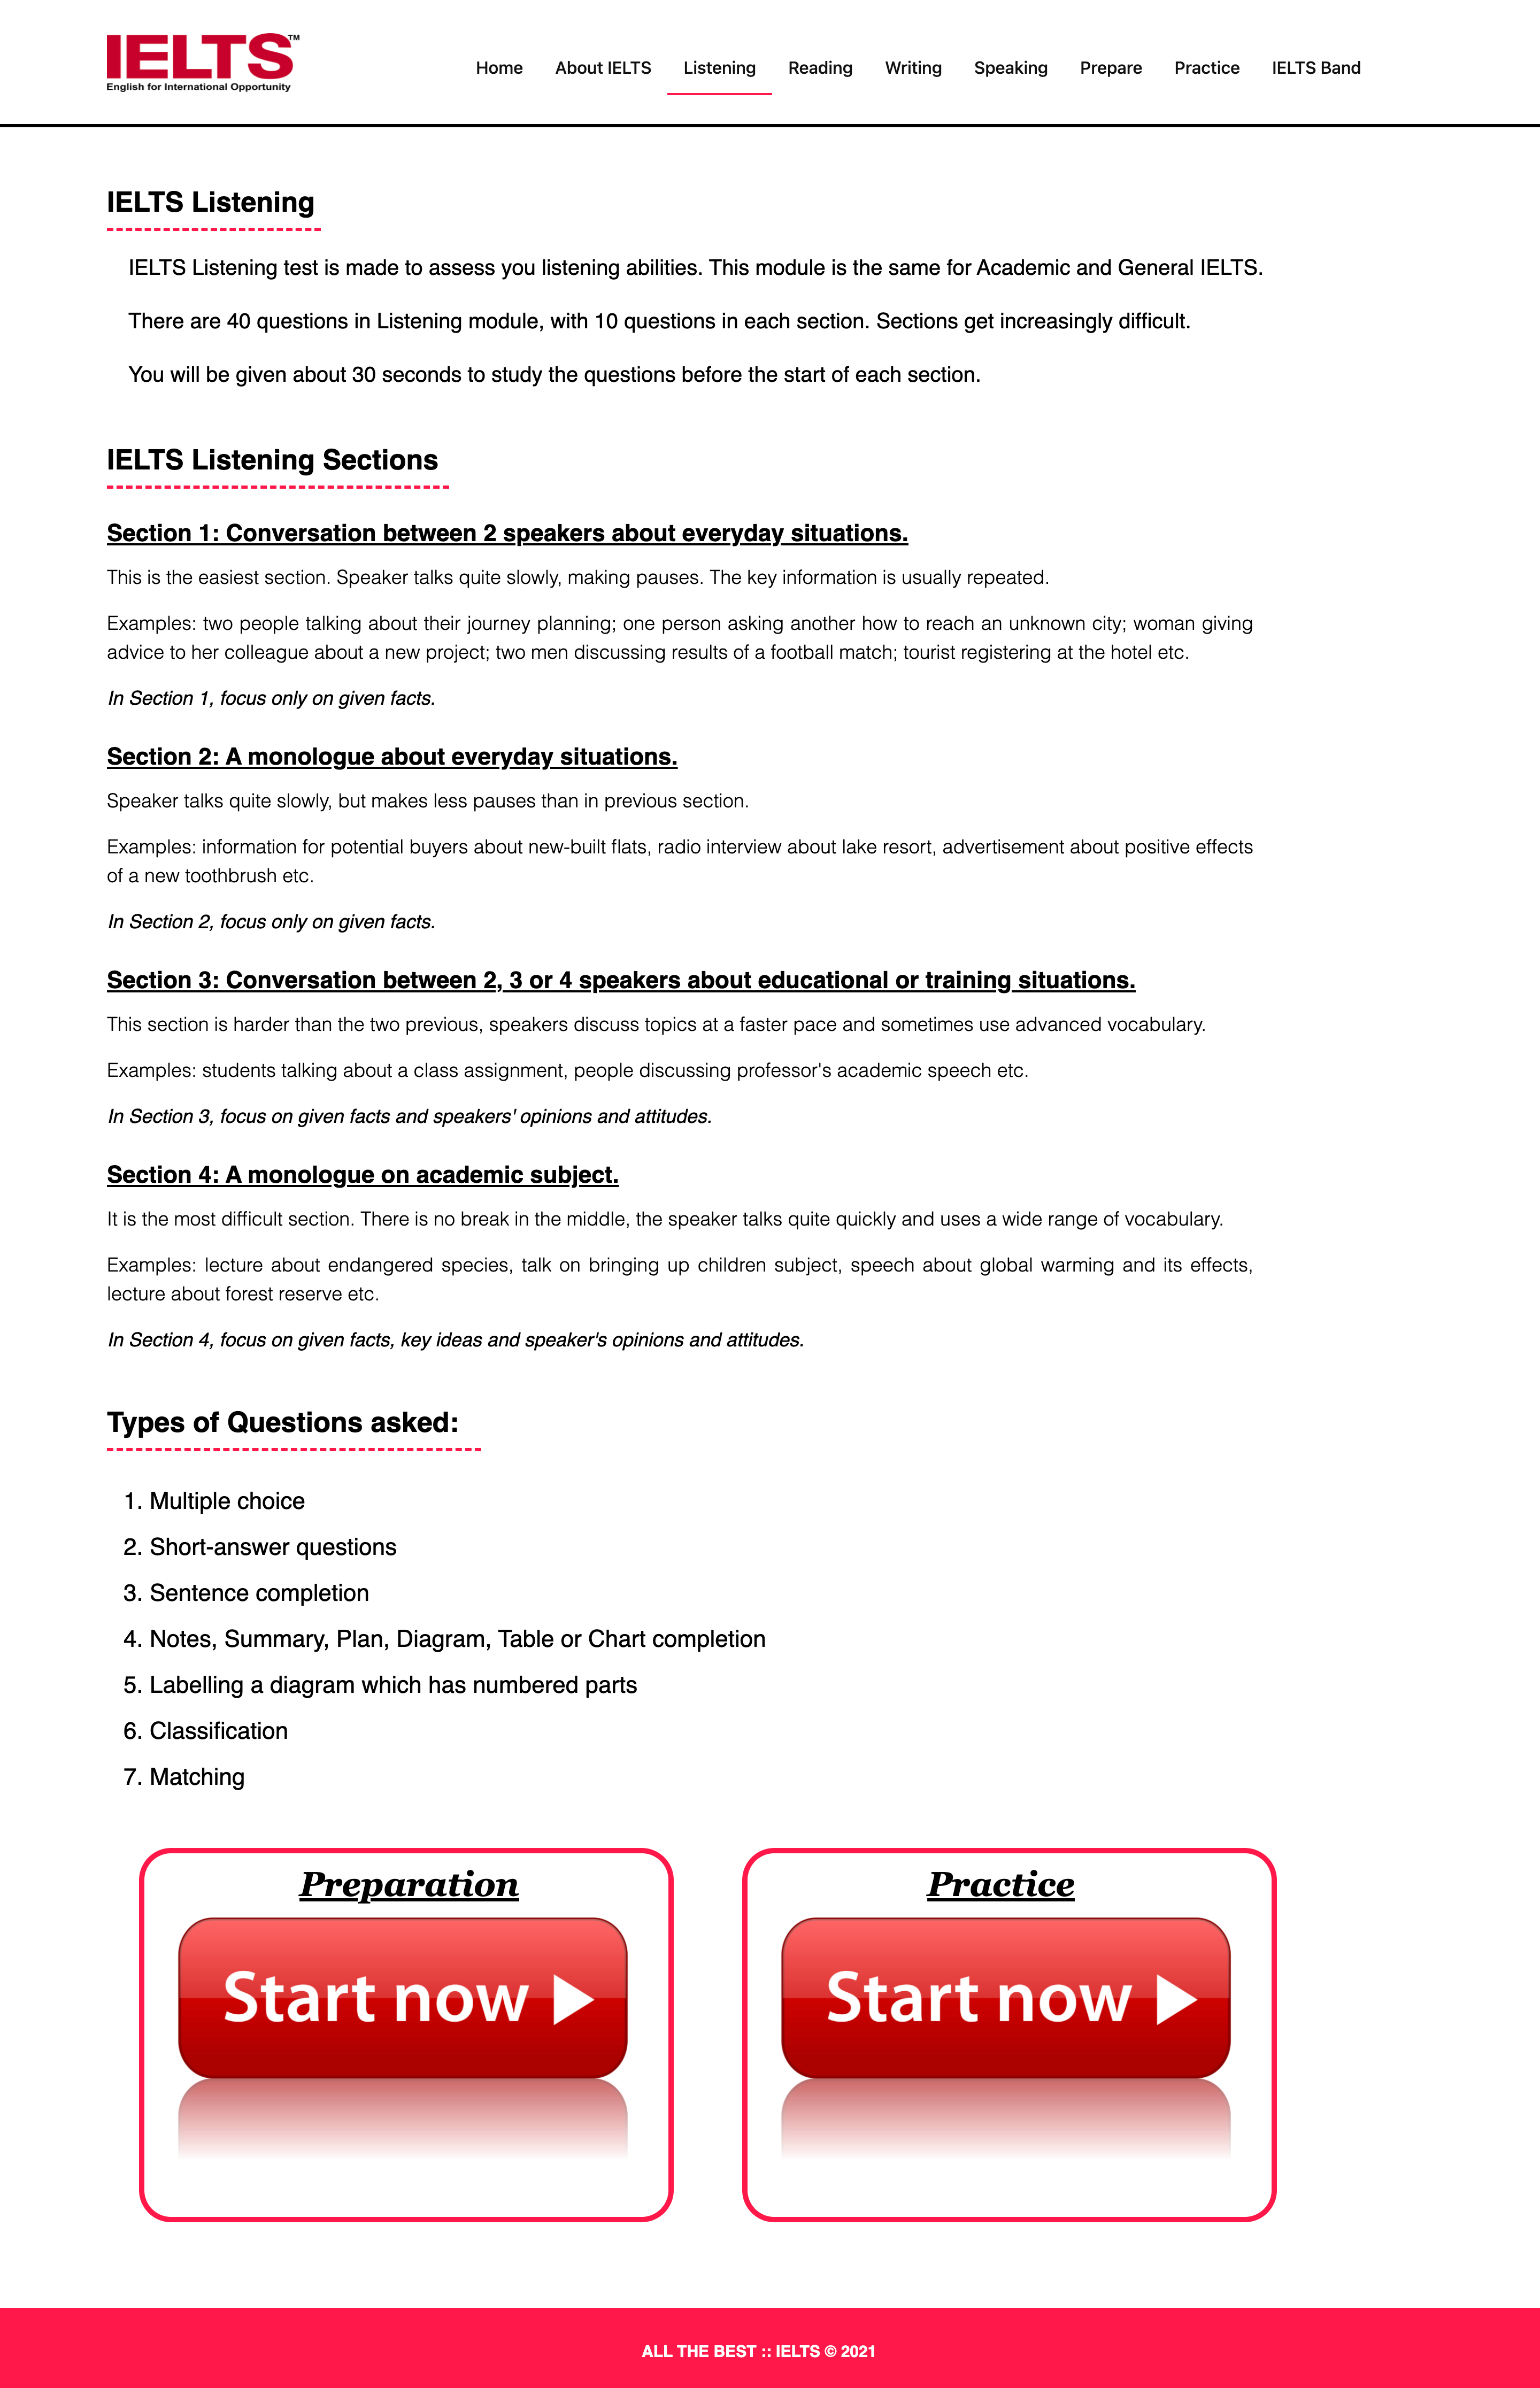 IELTS™
English for International Opportunity
Home About IELTS Listening Reading Writing Speaking Prepare Practice IELTS Band
IELTS Listening
IELTS Listening test is made to assess you listening abilities. This module is the same for Academic and General IELTS.
There are 40 questions in Listening module, with 10 questions in each section. Sections get increasingly difficult.
You will be given about 30 seconds to study the questions before the start of each section.
IELTS Listening Sections
Section 1: Conversation between 2 speakers about everyday situations.
This is the easiest section. Speaker talks quite slowly, making pauses. The key information is usually repeated.
Examples: two people talking about their journey planning; one person asking another how to reach an unknown city; woman giving
advice to her colleague about a new project; two men discussing results of a football match; tourist registering at the hotel etc.
In Section 1, focus only on given facts.
Section 2: A monologue about everyday situations.
Speaker talks quite slowly, but makes less pauses than in previous section.
Examples: information for potential buyers about new-built flats, radio interview about lake resort, advertisement about positive effects
of a new toothbrush etc.
In Section 2, focus only on given facts.
Section 3: Conversation between 2, 3 or 4 speakers about educational or training situations.
This section is harder than the two previous, speakers discuss topics at a faster pace and sometimes use advanced vocabulary.
Examples: students talking about a class assignment, people discussing professor's academic speech etc.
In Section 3, focus on given facts and speakers' opinions and attitudes.
Section 4: A monologue on academic subject.
It is the most difficult section. There is no break in the middle, the speaker talks quite quickly and uses a wide range of vocabulary.
Examples: lecture about endangered species, talk on bringing up children subject, speech about global warming and its effects,
lecture about forest reserve etc.
In Section 4, focus on given facts, key ideas and speaker's opinions and attitudes.
Types of Questions asked:
1. Multiple choice
2. Short-answer questions
3. Sentence completion
4. Notes, Summary, Plan, Diagram, Table or Chart completion
5. Labelling a diagram which has numbered parts
6. Classification
7. Matching
Preparation
Start now
Practice
Start now
ALL THE BEST :: IELTS © 2021